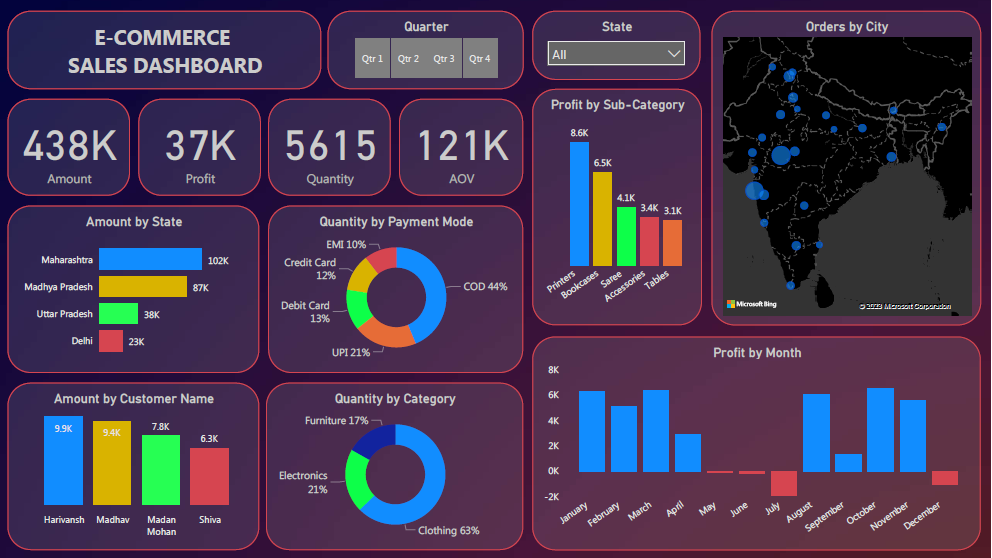 E-COMMERCE
SALES DASHBOARD
Quarter
Qtr 1 Qtr 2 Qtr 3 Qtr 4
State
All
Orders by City
Microsoft Bing
© 2023 Microsoft Corporation
438K
Amount
37K
Profit
5615
Quantity
121K
AOV
Profit by Sub-Category
8.6K
6.5K
4.1K
3.4K
3.1K
Printers
Bookcases
Saree
Accessories
Tables
Amount by State
Maharashtra 102K
Madhya Pradesh 87K
Uttar Pradesh 38K
Delhi 23K
Quantity by Payment Mode
EMI 10%
Credit Card
12%
Debit Card
13%
UPI 21%
COD 44%
Amount by Customer Name
9.9K
9.4K
7.8K
6.3K
Harivansh
Madhav
Madan
Mohan
Shiva
Quantity by Category
Furniture 17%
Electronics
21%
Clothing 63%
Profit by Month
8K
6K
4K
2K
0K
-2K
January
February
March
April
May
June
July
August
September
October
November
December